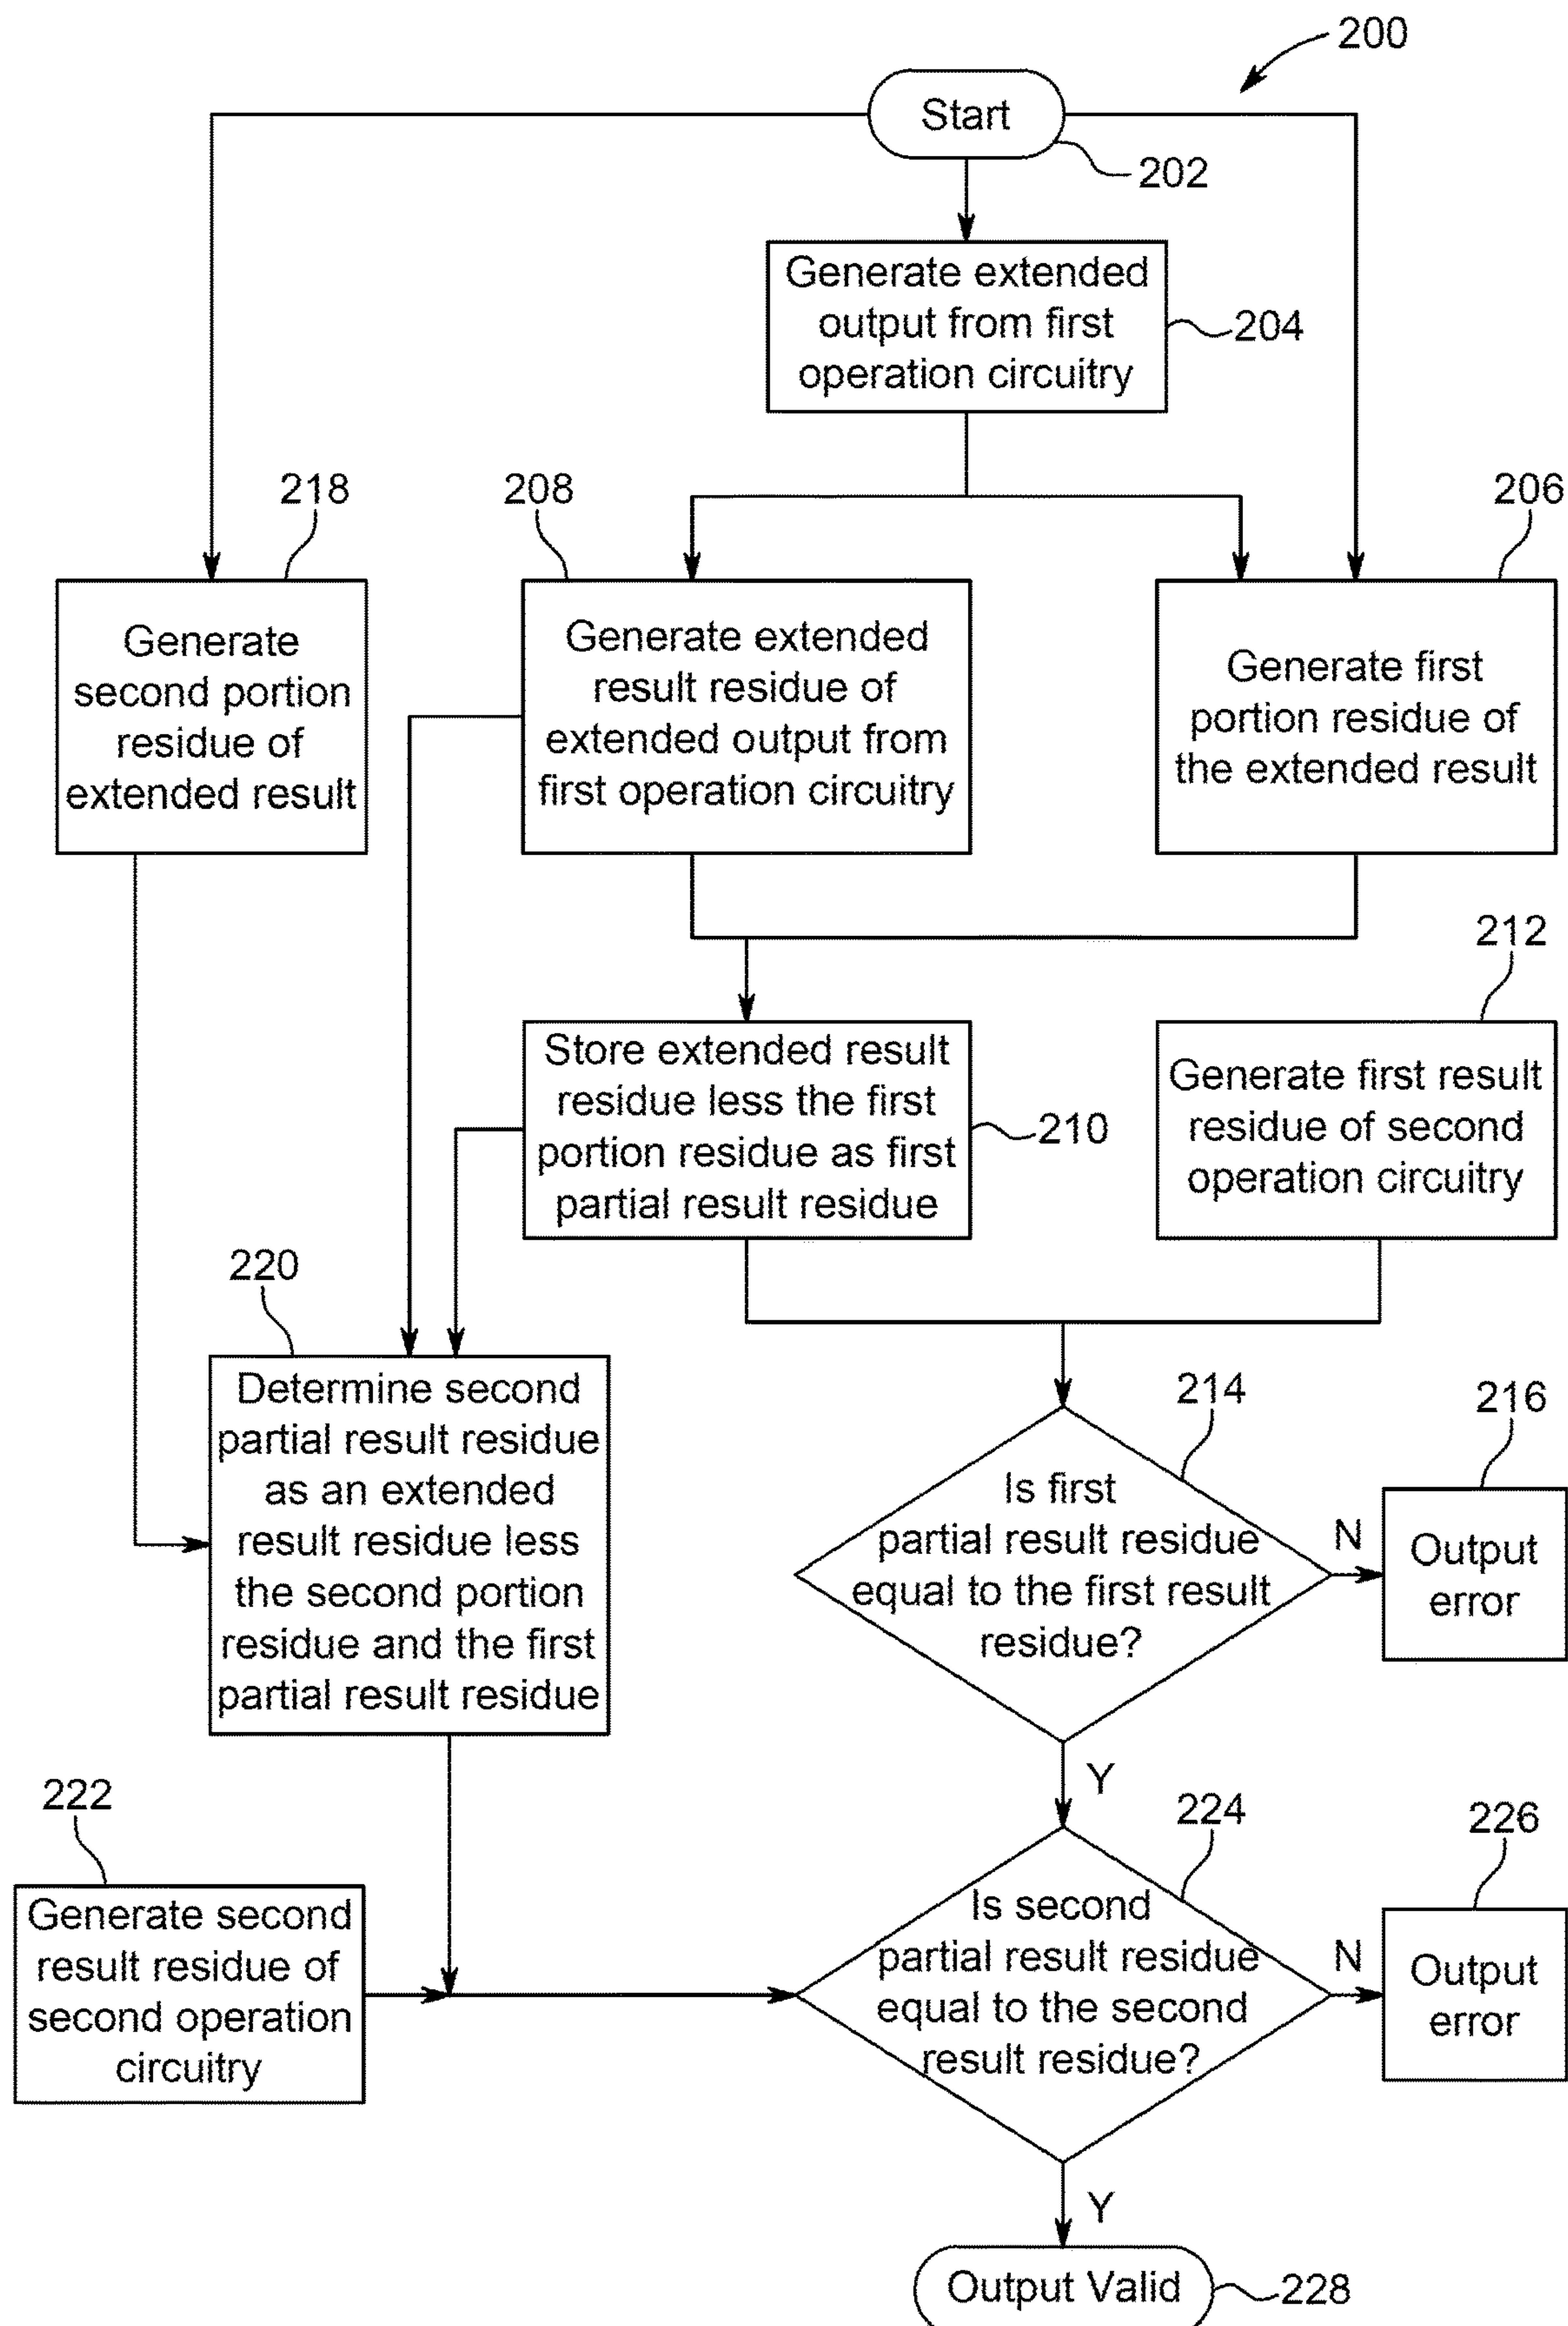 200
Start
202
Generate extended
output from first
operation circuitry
204
218
208
206
Generate
second portion
residue of
extended result
Generate extended
result residue of
extended output from
first operation circuitry
Generate first
portion residue of
the extended result
212
Store extended result
residue less the first
portion residue as first
partial result residue
210
Generate first result
residue of second
operation circuitry
220
Determine second
partial result residue
as an extended
result residue less
the second portion
residue and the first
partial result residue
214
216
Is first
partial result residue
equal to the first result
residue?
N
Output
error
Y
222
224
226
Generate second
result residue of
second operation
circuitry
Is second
partial result residue
equal to the second
result residue?
N
Output
error
Y
Output Valid
228